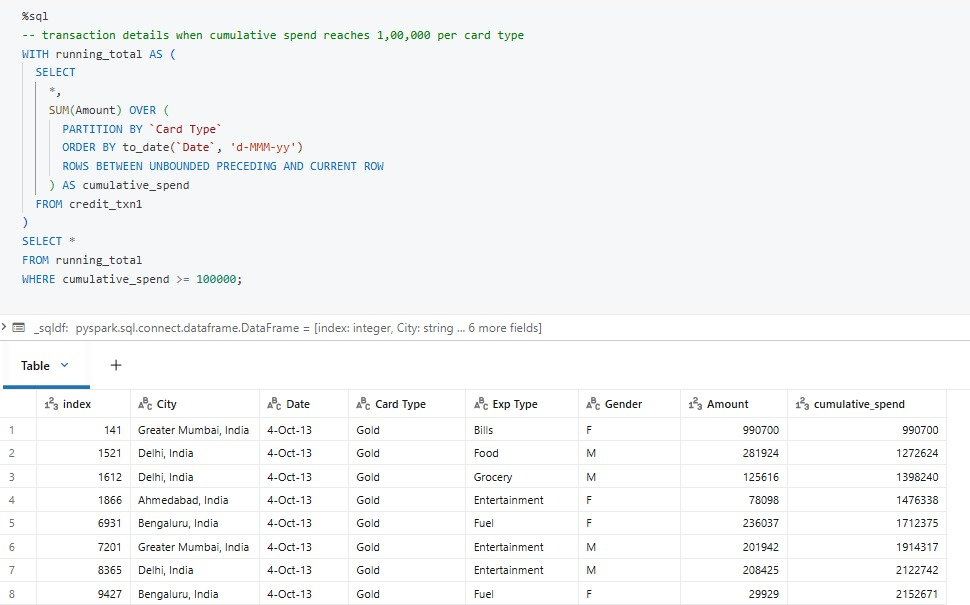 %sql
-- transaction details when cumulative spend reaches 1,00,000 per card type
WITH running_total AS (
SELECT
*,
SUM(Amount) OVER (
PARTITION BY `Card Type`
ORDER BY to_date(`Date`, 'd-MMM-yy')
ROWS BETWEEN UNBOUNDED PRECEDING AND CURRENT ROW
) AS cumulative_spend
FROM credit_txn1
)
SELECT *
FROM running_total
WHERE cumulative_spend >= 100000;
_sqldf: pyspark.sql.connect.dataframe.DataFrame = [index: integer, City: string ... 6 more fields]
Table +
1²3 index ABC City ABC Date ABC Card Type ABC Exp Type ABC Gender 1²3 Amount 1²3 cumulative_spend
1 141 Greater Mumbai, India 4-Oct-13 Gold Bills F 990700 990700
2 1521 Delhi, India 4-Oct-13 Gold Food M 281924 1272624
3 1612 Delhi, India 4-Oct-13 Gold Grocery M 125616 1398240
4 1866 Ahmedabad, India 4-Oct-13 Gold Entertainment F 78098 1476338
5 6931 Bengaluru, India 4-Oct-13 Gold Fuel F 236037 1712375
6 7201 Greater Mumbai, India 4-Oct-13 Gold Entertainment M 201942 1914317
7 8365 Delhi, India 4-Oct-13 Gold Entertainment M 208425 2122742
8 9427 Bengaluru, India 4-Oct-13 Gold Fuel F 29929 2152671